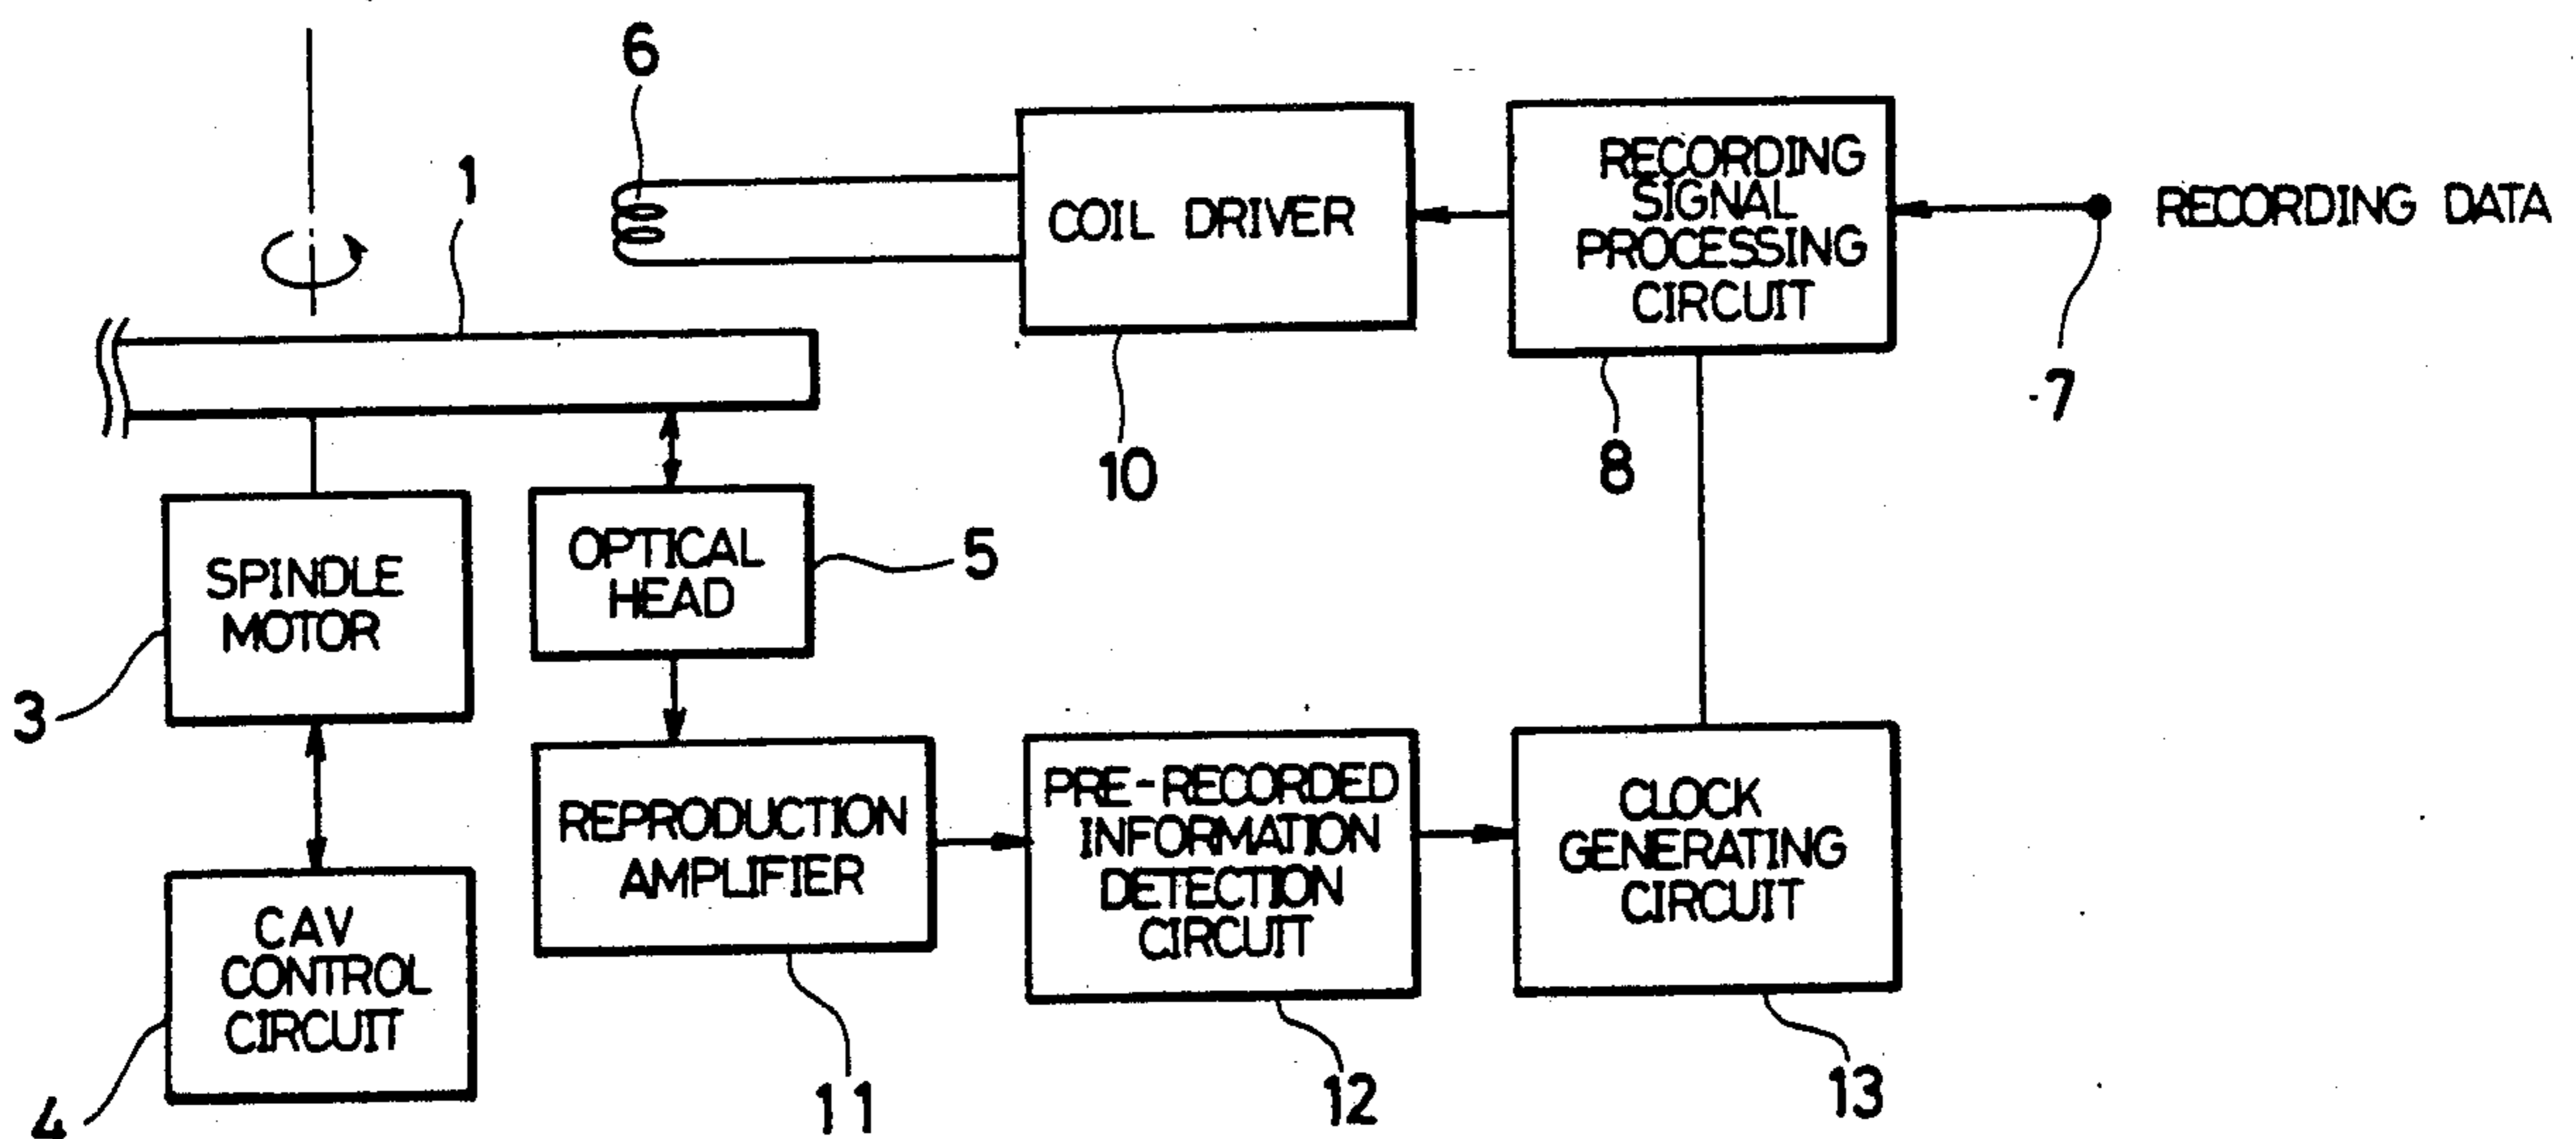 6
1
COIL DRIVER
RECORDING
SIGNAL
PROCESSING
CIRCUIT
RECORDING DATA
7
10
8
SPINDLE
MOTOR
OPTICAL
HEAD
5
3
REPRODUCTION
AMPLIFIER
PRE-RECORDED
INFORMATION
DETECTION
CIRCUIT
CLOCK
GENERATING
CIRCUIT
CAV
CONTROL
CIRCUIT
4
11
12
13